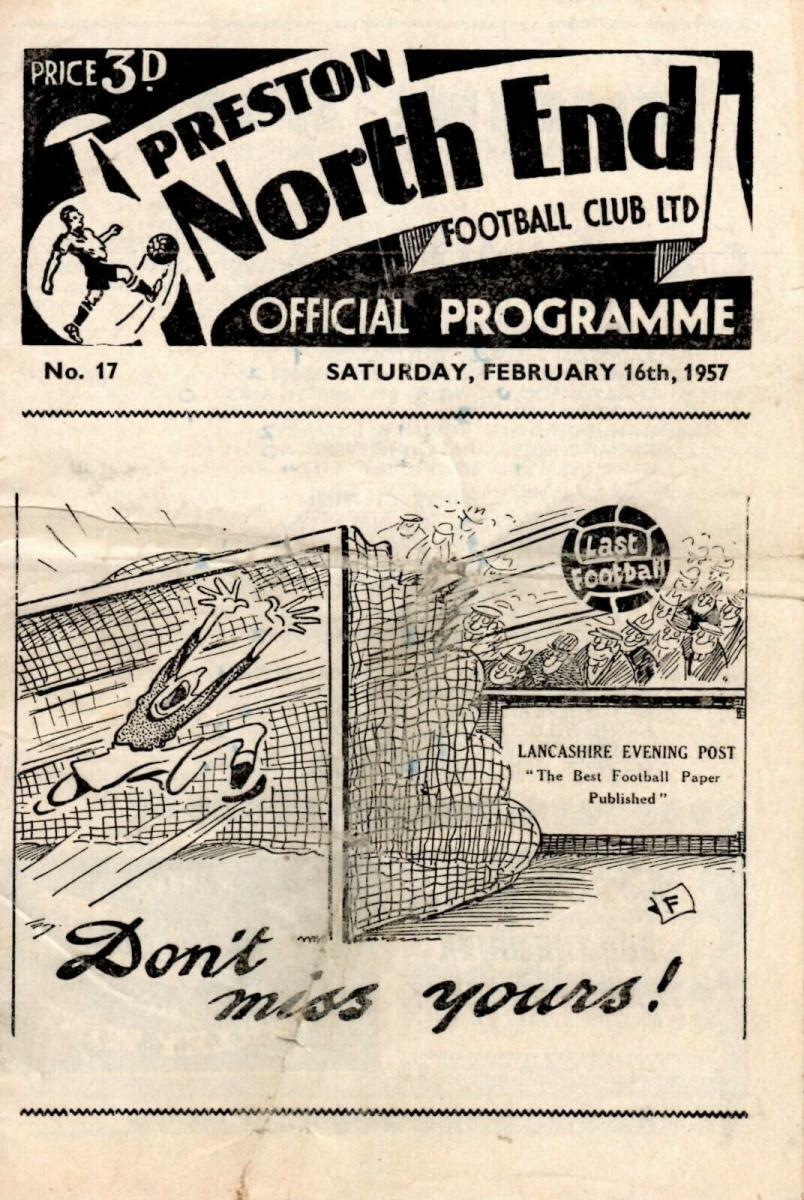 PRICE 3D
PRESTON
North End
FOOTBALL CLUB LTD
OFFICIAL PROGRAMME
No. 17 SATURDAY, FEBRUARY 16th, 1957
Last
Football
LANCASHIRE EVENING POST
"The Best Football Paper
Published"
F
Don't
miss yours!